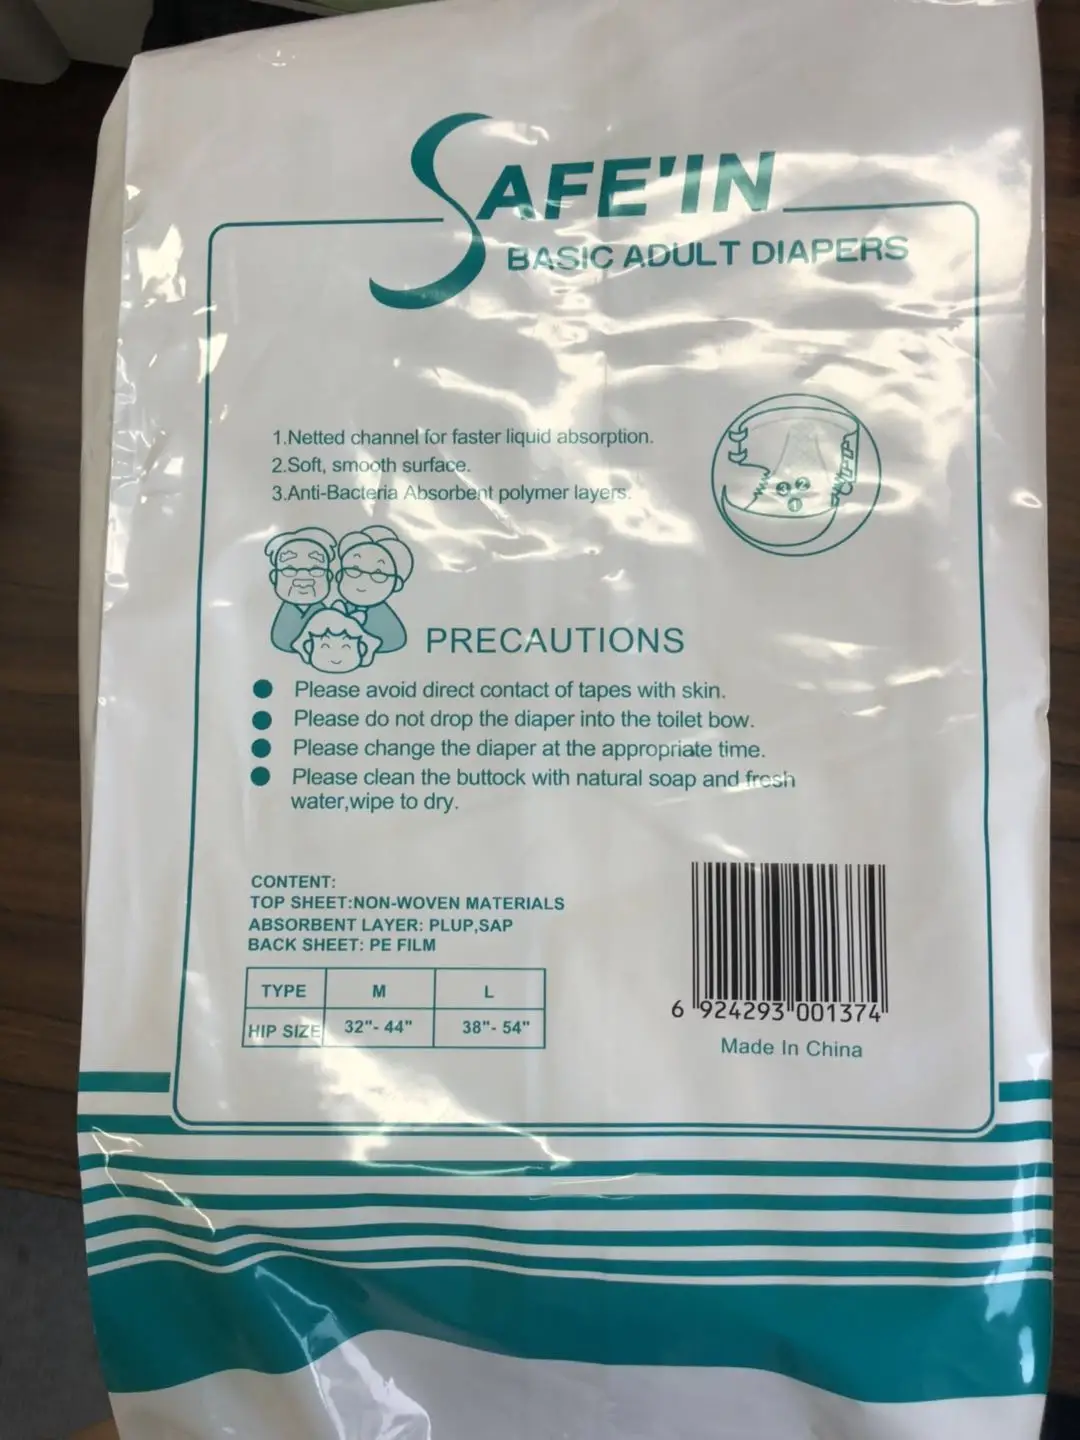 SAFE'IN
BASIC ADULT DIAPERS
1.Netted channel for faster liquid absorption.
2.Soft, smooth surface.
3.Anti-Bacteria Absorbent polymer layers.
3 2
1
PRECAUTIONS
● Please avoid direct contact of tapes with skin.
● Please do not drop the diaper into the toilet bow.
● Please change the diaper at the appropriate time.
● Please clean the buttock with natural soap and fresh
water,wipe to dry.
CONTENT:
TOP SHEET:NON-WOVEN MATERIALS
ABSORBENT LAYER: PLUP,SAP
BACK SHEET: PE FILM
TYPE M L
HIP SIZE 32"- 44" 38"- 54"
6 924293 001374
Made In China